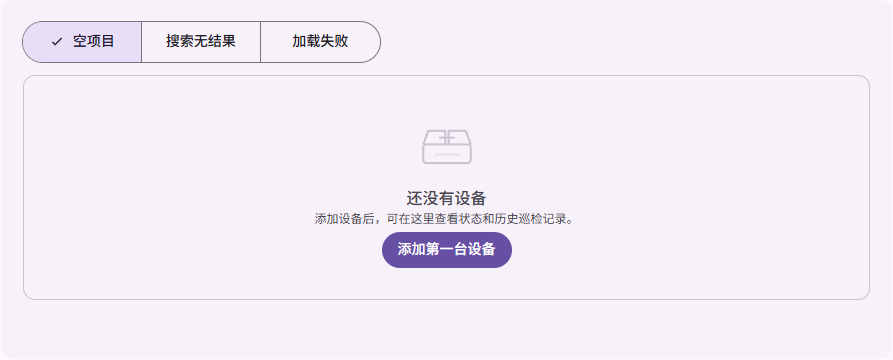 空项目
搜索无结果
加载失败
还没有设备
添加设备后，可在这里查看状态和历史巡检记录。
添加第一台设备